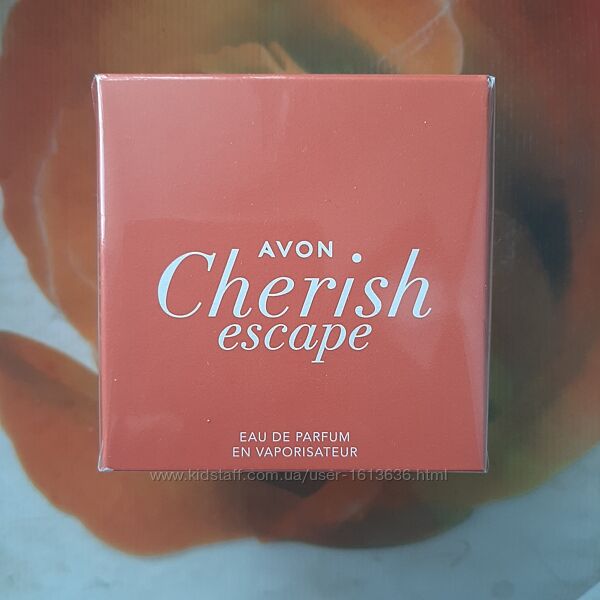 AVON
Cherish
escape
EAU DE PARFUM
EN VAPORISATEUR
www.kidstaff.com.ua/user-1613636.html